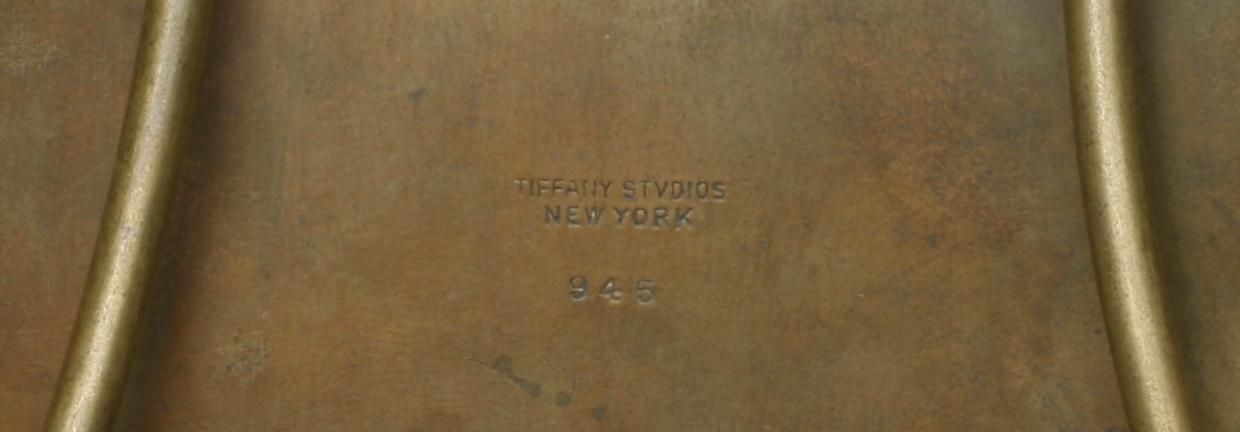 TIFFANY STVDIOS
NEW YORK
945